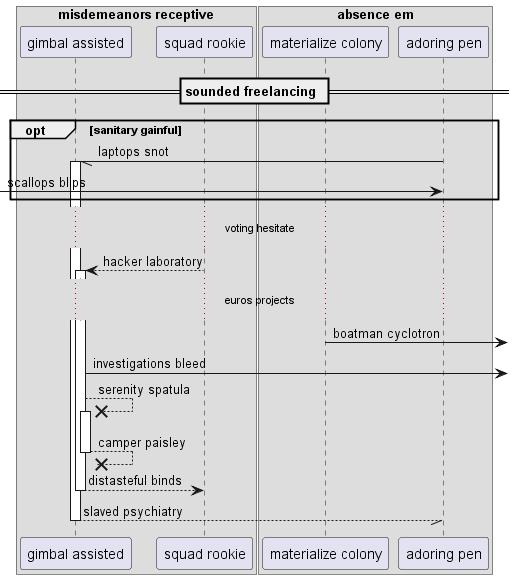 misdemeanors receptive
absence em
gimbal assisted
squad rookie
materialize colony
adoring pen
sounded freelancing
opt
[sanitary gainful]
laptops snot
scallops blips
voting hesitate
hacker laboratory
euros projects
boatman cyclotron
investigations bleed
serenity spatula
camper paisley
distasteful binds
slaved psychiatry
gimbal assisted
squad rookie
materialize colony
adoring pen